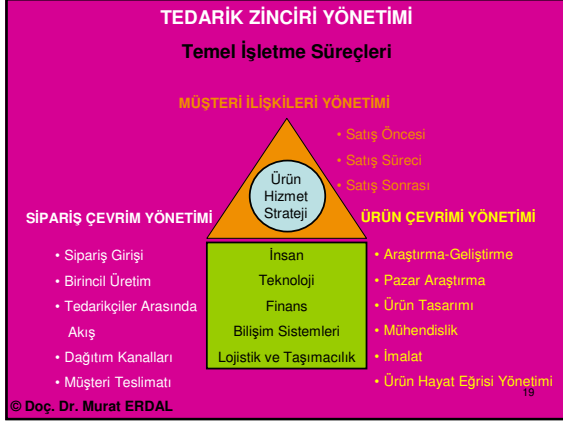 TEDARİK ZİNCİRİ YÖNETİMİ
Temel İşletme Süreçleri
MÜŞTERİ İLİŞKİLERİ YÖNETİMİ
• Satış Öncesi
• Satış Süreci
• Satış Sonrası
Ürün
Hizmet
Strateji
SİPARİŞ ÇEVRİM YÖNETİMİ
• Sipariş Girişi
• Birincil Üretim
• Tedarikçiler Arasında
Akış
• Dağıtım Kanalları
• Müşteri Teslimatı
İnsan
Teknoloji
Finans
Bilişim Sistemleri
Lojistik ve Taşımacılık
ÜRÜN ÇEVRİMİ YÖNETİMİ
• Araştırma-Geliştirme
• Pazar Araştırma
• Ürün Tasarımı
• Mühendislik
• İmalat
• Ürün Hayat Eğrisi Yönetimi
19
© Doç. Dr. Murat ERDAL